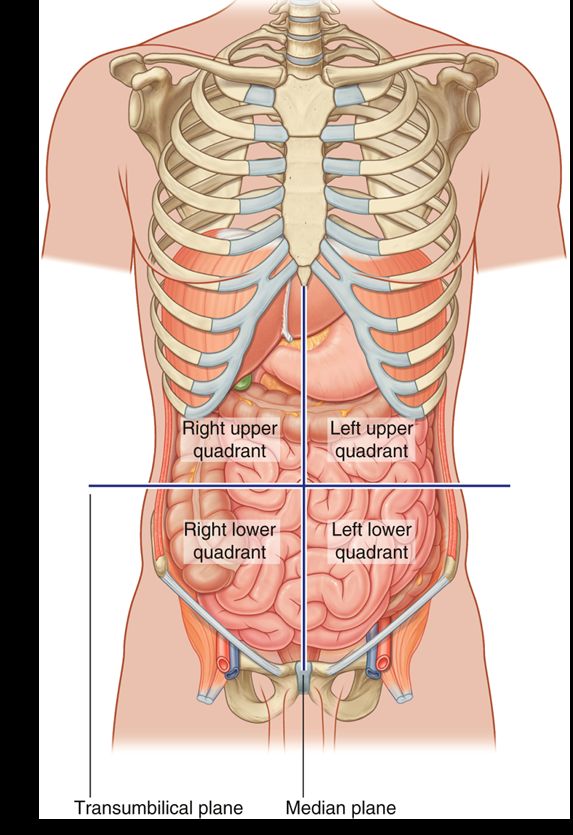 Right upper
quadrant
Left upper
quadrant
Right lower
quadrant
Left lower
quadrant
Transumbilical plane
Median plane